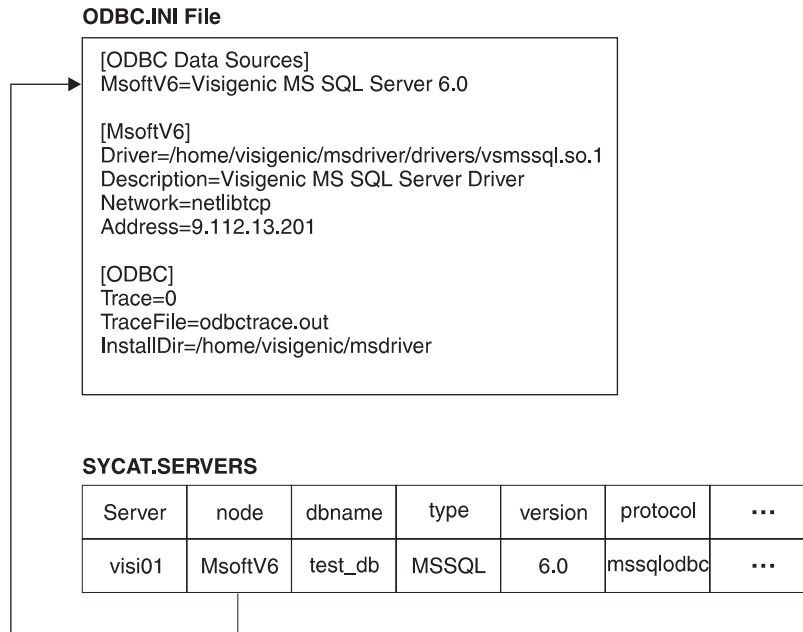 ODBC.INI File
[ODBC Data Sources]
MsoftV6=Visigenic MS SQL Server 6.0
[MsoftV6]
Driver=/home/visigenic/msdriver/drivers/vsmssql.so.1
Description=Visigenic MS SQL Server Driver
Network=netlibtcp
Address=9.112.13.201
[ODBC]
Trace=0
TraceFile=odbctrace.out
InstallDir=/home/visigenic/msdriver
SYCAT.SERVERS
Server node dbname type version protocol ...
visi01 MsoftV6 test_db MSSQL 6.0 mssqlodbc ...